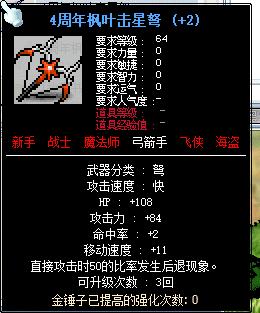 4周年枫叶击星弩 (+2)
要求等级: 64
要求力量: 0
要求敏捷: -
要求智力: 0
要求运气: 0
要求人气度: -
道具等级: -
道具经验值: -
新手 战士 魔法师 弓箭手 飞侠 海盗
武器分类: 弩
攻击速度: 快
HP: +108
攻击力: +84
命中率: +2
移动速度: +11
直接攻击时50的比率发生后退现象。
可升级次数: 3回
金锤子已提高的强化次数: 0